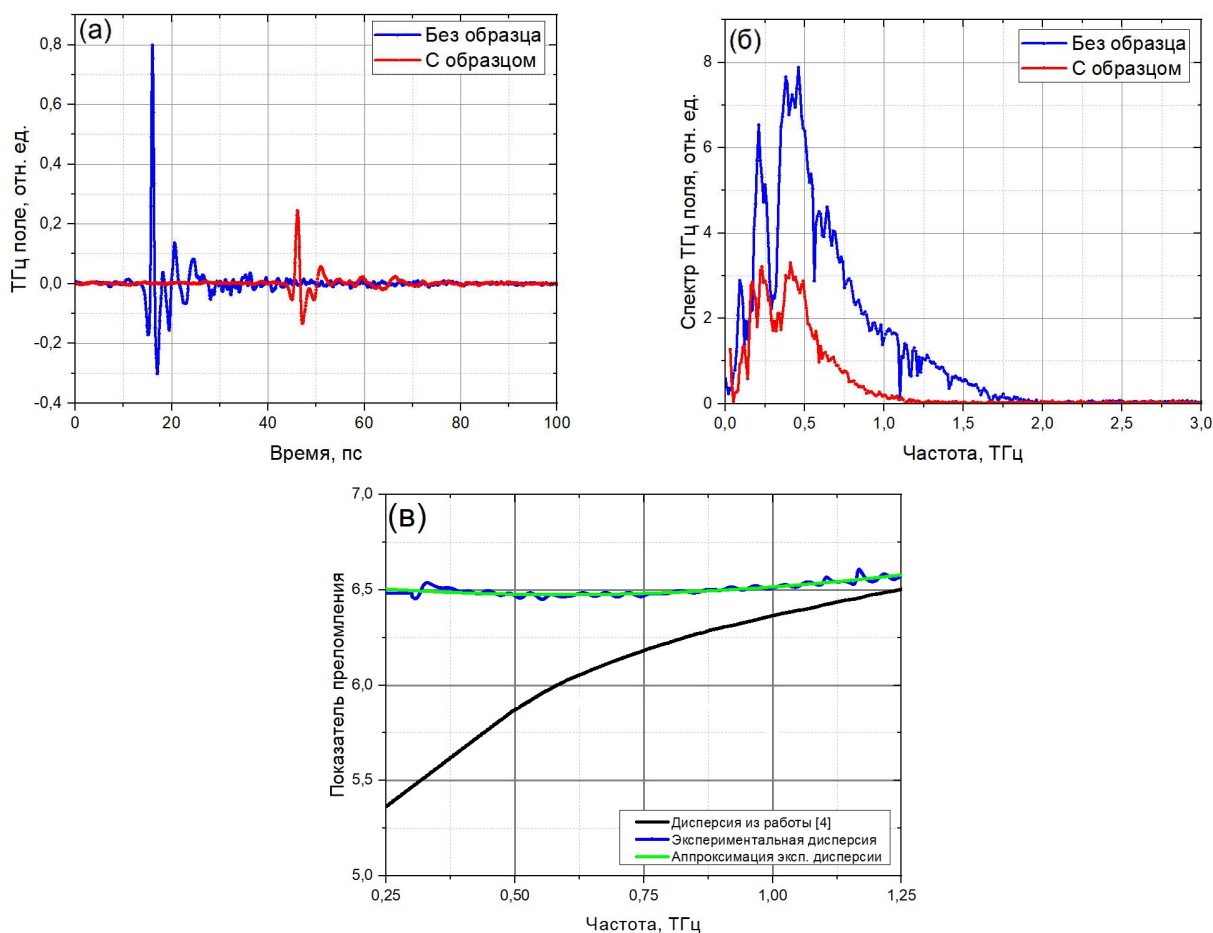 (а)
Без образца
С образцом
0,8
0,6
0,4
0,2
0,0
-0,2
-0,4
ТГц поле, отн. ед.
0 20 40 60 80 100
Время, пс
(б)
Без образца
С образцом
8
6
4
2
0
Спектр ТГц поля, отн. ед.
0,0 0,5 1,0 1,5 2,0 2,5 3,0
Частота, ТГц
(в)
7,0
6,5
6,0
5,5
5,0
Показатель преломления
Дисперсия из работы [4]
Экспериментальная дисперсия
Аппроксимация эксп. дисперсии
0,25 0,50 0,75 1,00 1,25
Частота, ТГц